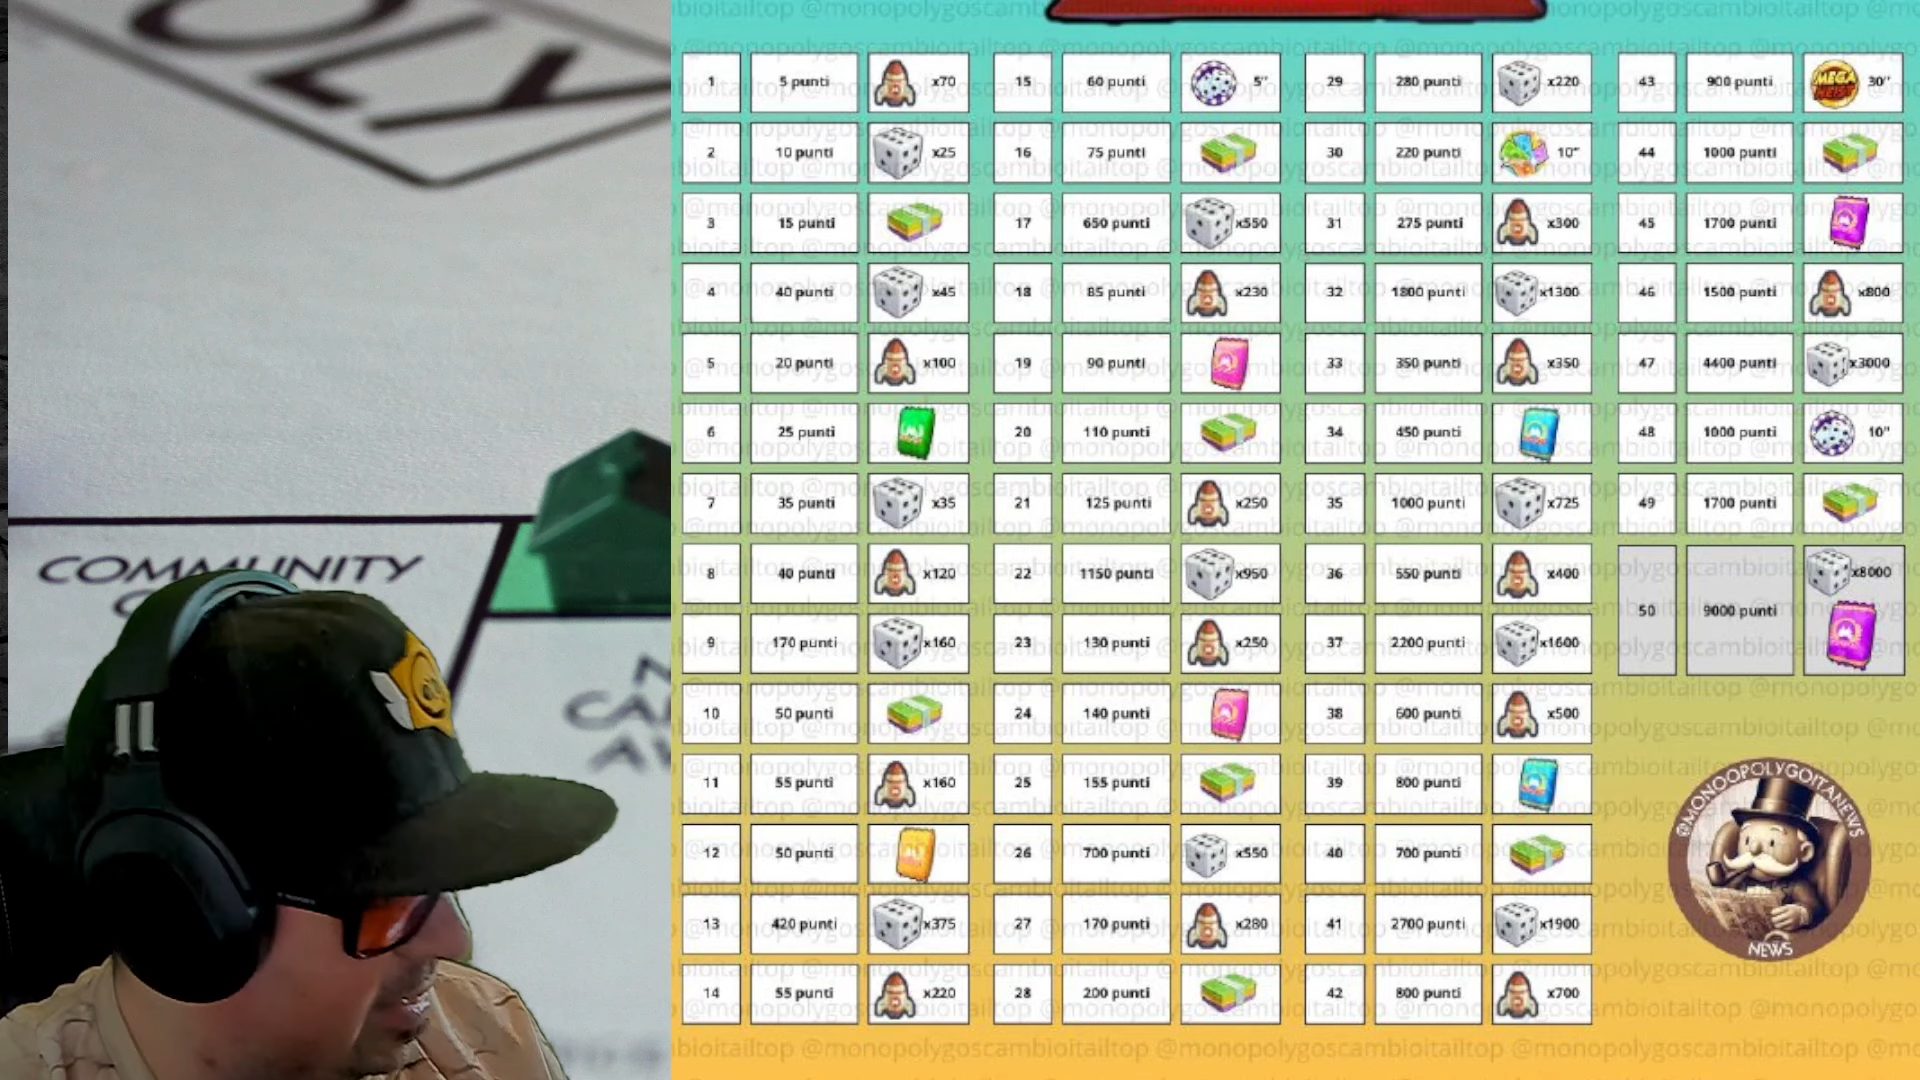 OLY
COMMUNITY
C
CA
A
1 5 punti x70
2 10 punti x25
3 15 punti
4 40 punti x45
5 20 punti x100
6 25 punti
7 35 punti x35
8 40 punti x120
9 170 punti x160
10 50 punti
11 55 punti x160
12 50 punti
13 420 punti x375
14 55 punti x220
15 60 punti 5"
16 75 punti
17 650 punti x550
18 85 punti x230
19 90 punti
20 110 punti
21 125 punti x250
22 1150 punti x950
23 130 punti x250
24 140 punti
25 155 punti
26 700 punti x550
27 170 punti x280
28 200 punti
29 280 punti x220
30 220 punti 10"
31 275 punti x300
32 1800 punti x1300
33 350 punti x350
34 450 punti
35 1000 punti x725
36 550 punti x400
37 2200 punti x1600
38 600 punti x500
39 800 punti
40 700 punti
41 2700 punti x1900
42 800 punti x700
43 900 punti MEGA HEIST 30"
44 1000 punti
45 1700 punti
46 1500 punti x800
47 4400 punti x3000
48 1000 punti 10"
49 1700 punti
50 9000 punti x8000
@MONOOPOLYGOITANEWS
NEWS
@monopolygoscambioitailtop